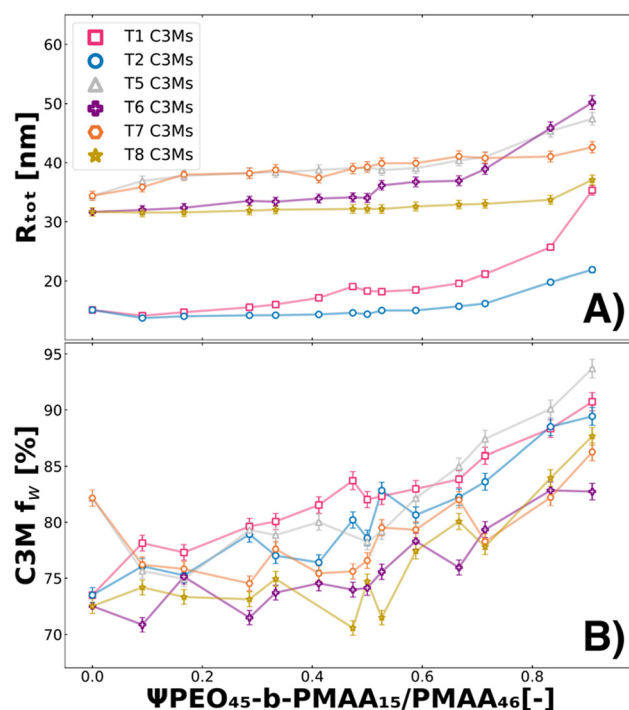 60
50
40
30
20
R_tot [nm]
T1 C3Ms
T2 C3Ms
T5 C3Ms
T6 C3Ms
T7 C3Ms
T8 C3Ms
A)
95
90
85
80
75
70
C3M f_w [%]
B)
0.0 0.2 0.4 0.6 0.8
ΨPEO₄₅-b-PMAA₁₅/PMAA₄₆[-]